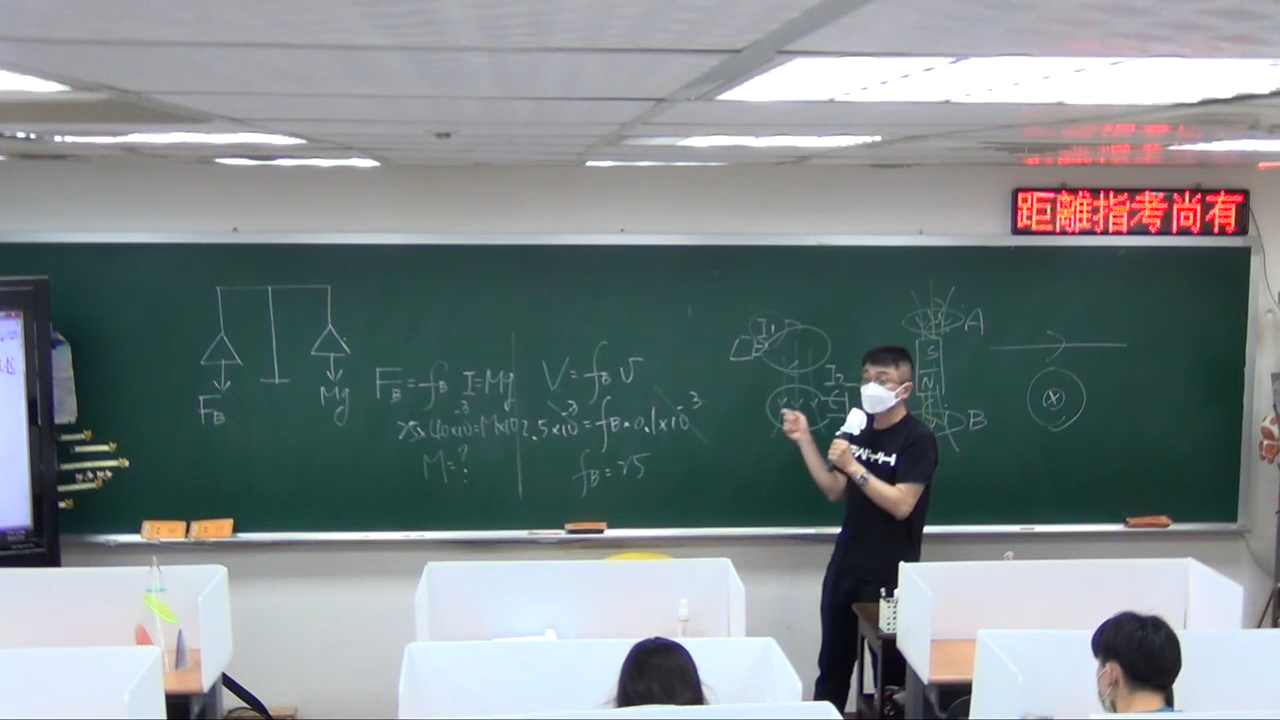 距離指考尚有
F_B
Mg
F_B = f_B I = Mg
25×40×10⁻³ = M×10
M = ?
V = f_B v
2.5×10⁻³ = f_B × 0.1×10⁻³
f_B = 25
I₁
I₂
A
S
N
B